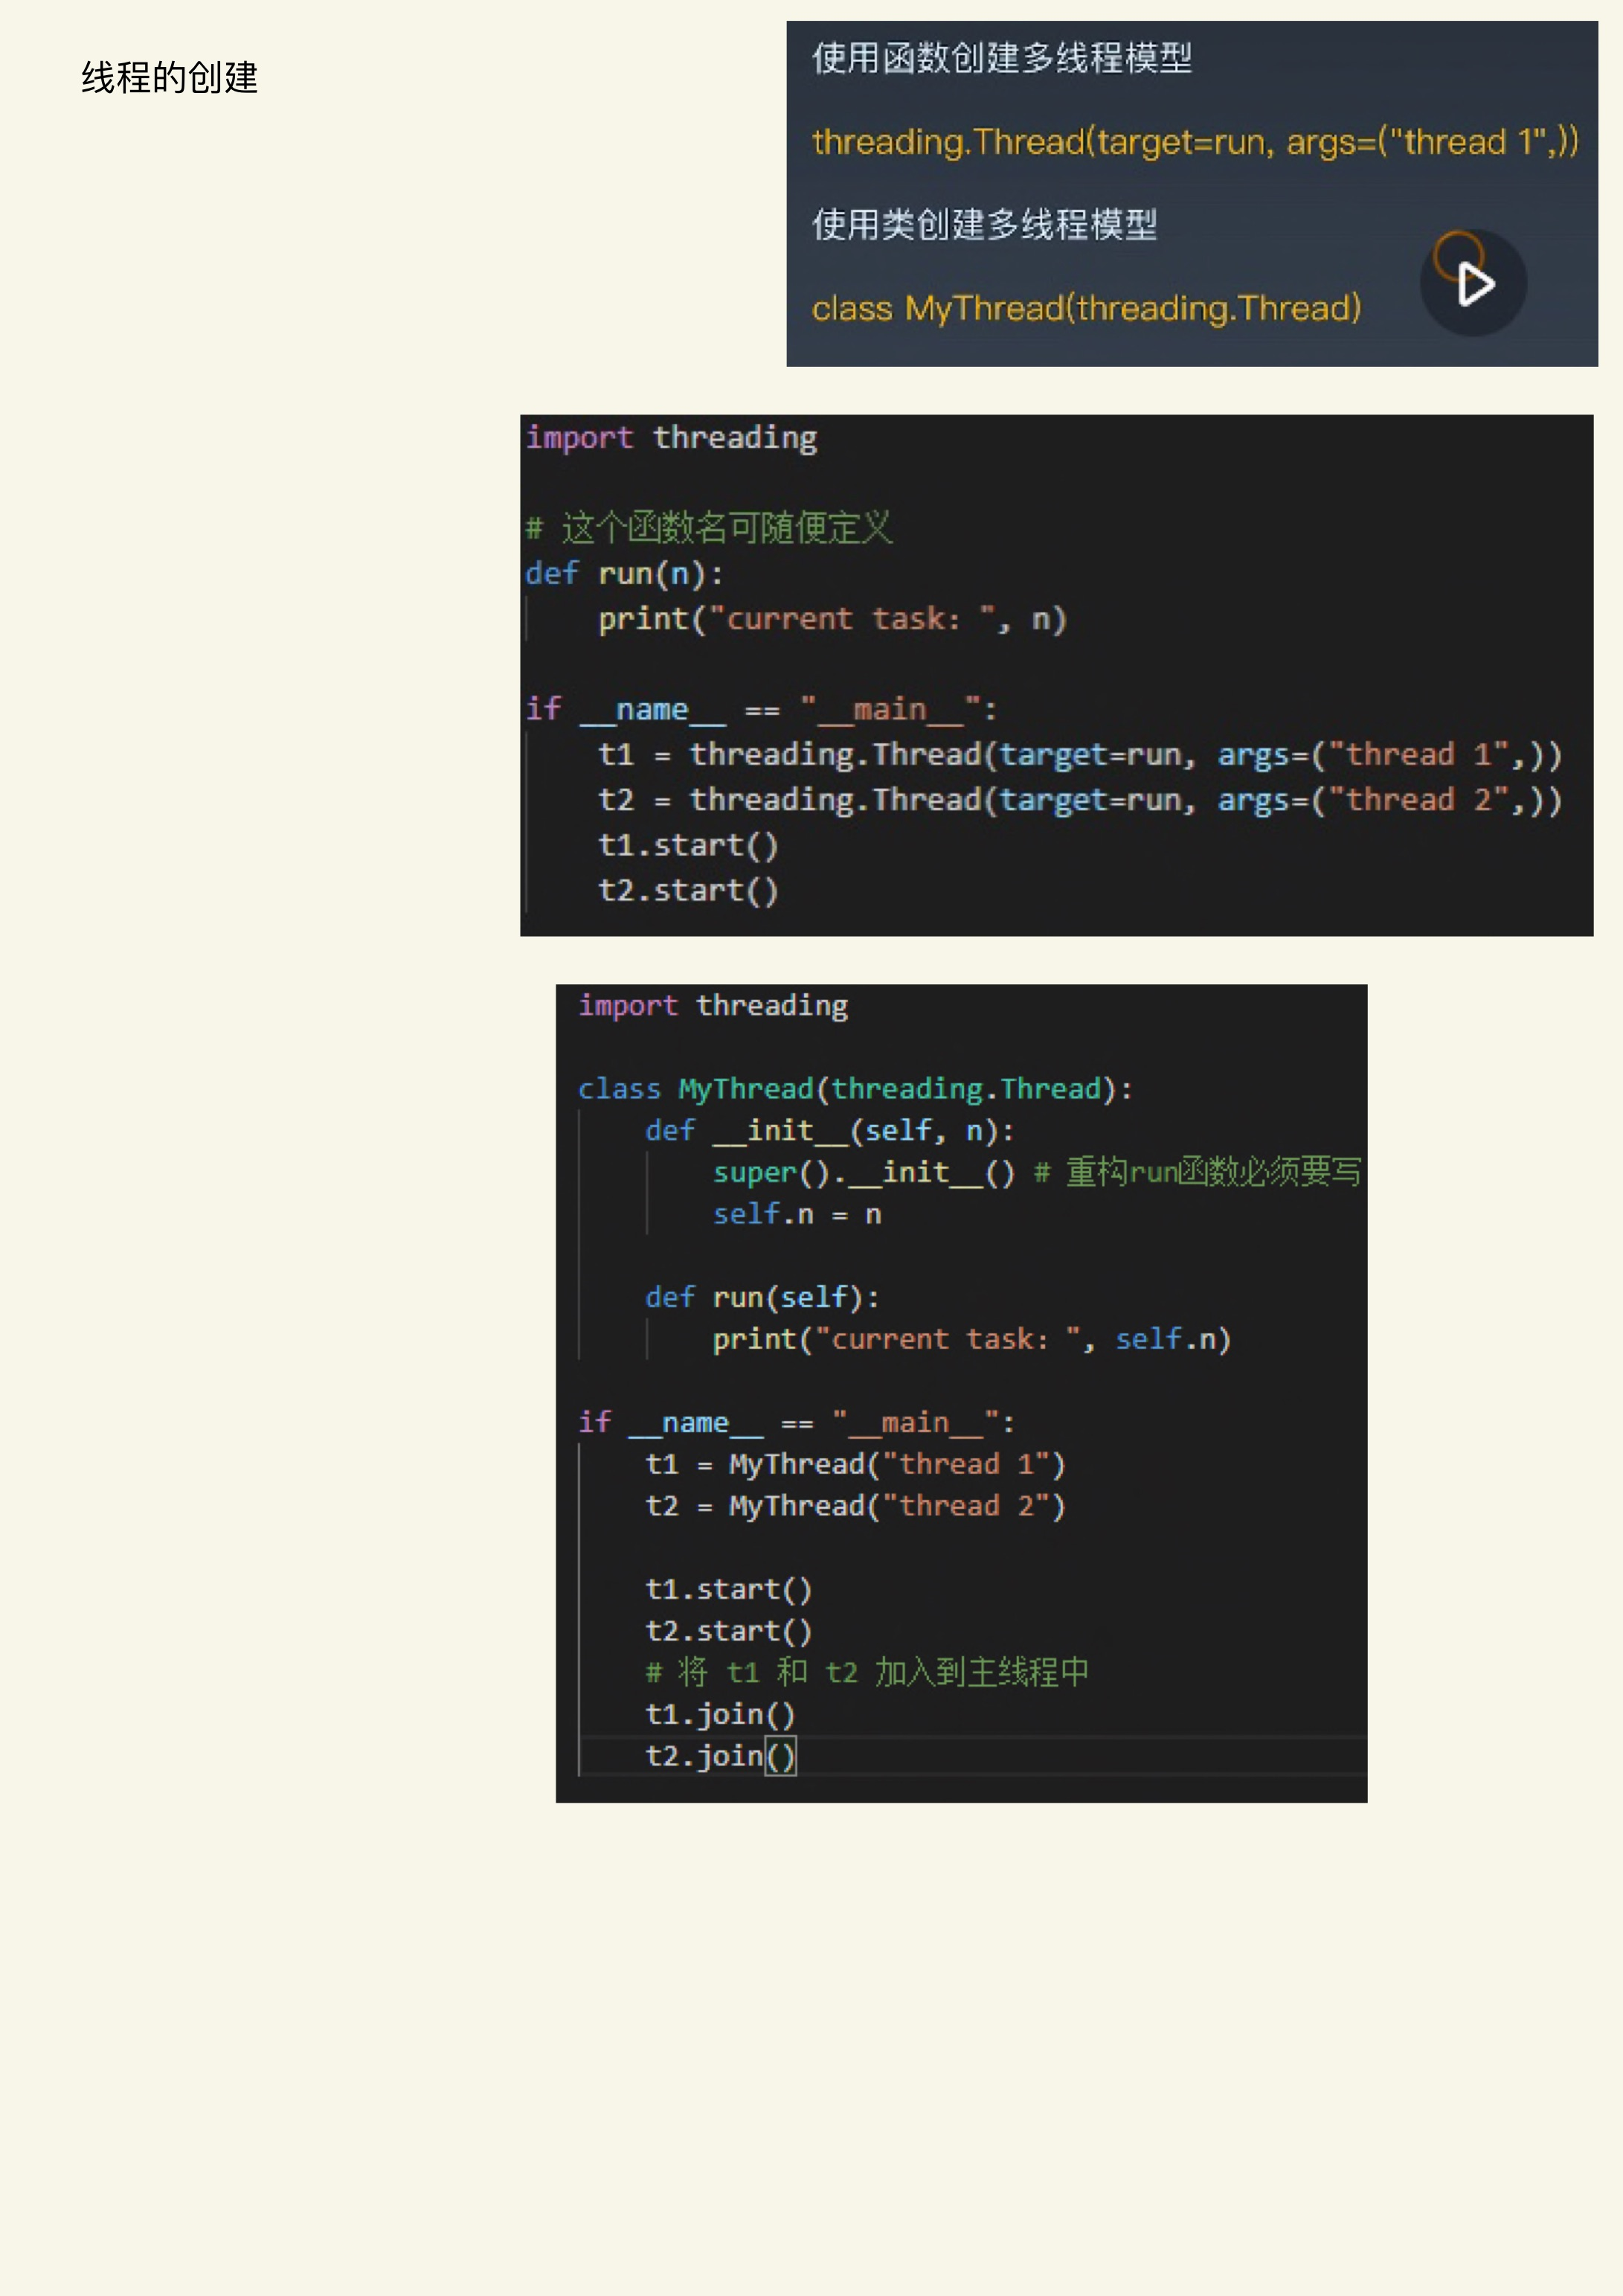 线程的创建
使用函数创建多线程模型
threading.Thread(target=run, args=("thread 1",))
使用类创建多线程模型
class MyThread(threading.Thread)
import threading
# 这个函数名可随便定义
def run(n):
    print("current task: ", n)
if __name__ == "__main__":
    t1 = threading.Thread(target=run, args=("thread 1",))
    t2 = threading.Thread(target=run, args=("thread 2",))
    t1.start()
    t2.start()
import threading
class MyThread(threading.Thread):
    def __init__(self, n):
        super().__init__() # 重构run函数必须要写
        self.n = n
    def run(self):
        print("current task: ", self.n)
if __name__ == "__main__":
    t1 = MyThread("thread 1")
    t2 = MyThread("thread 2")
    t1.start()
    t2.start()
    # 将 t1 和 t2 加入到主线程中
    t1.join()
    t2.join()